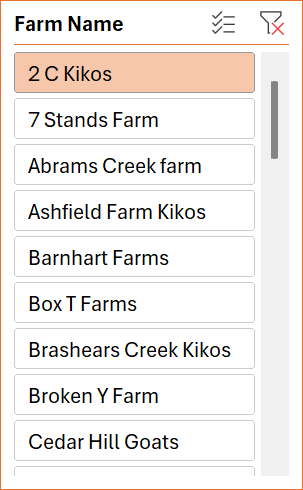 Farm Name
2 C Kikos
7 Stands Farm
Abrams Creek farm
Ashfield Farm Kikos
Barnhart Farms
Box T Farms
Brashears Creek Kikos
Broken Y Farm
Cedar Hill Goats